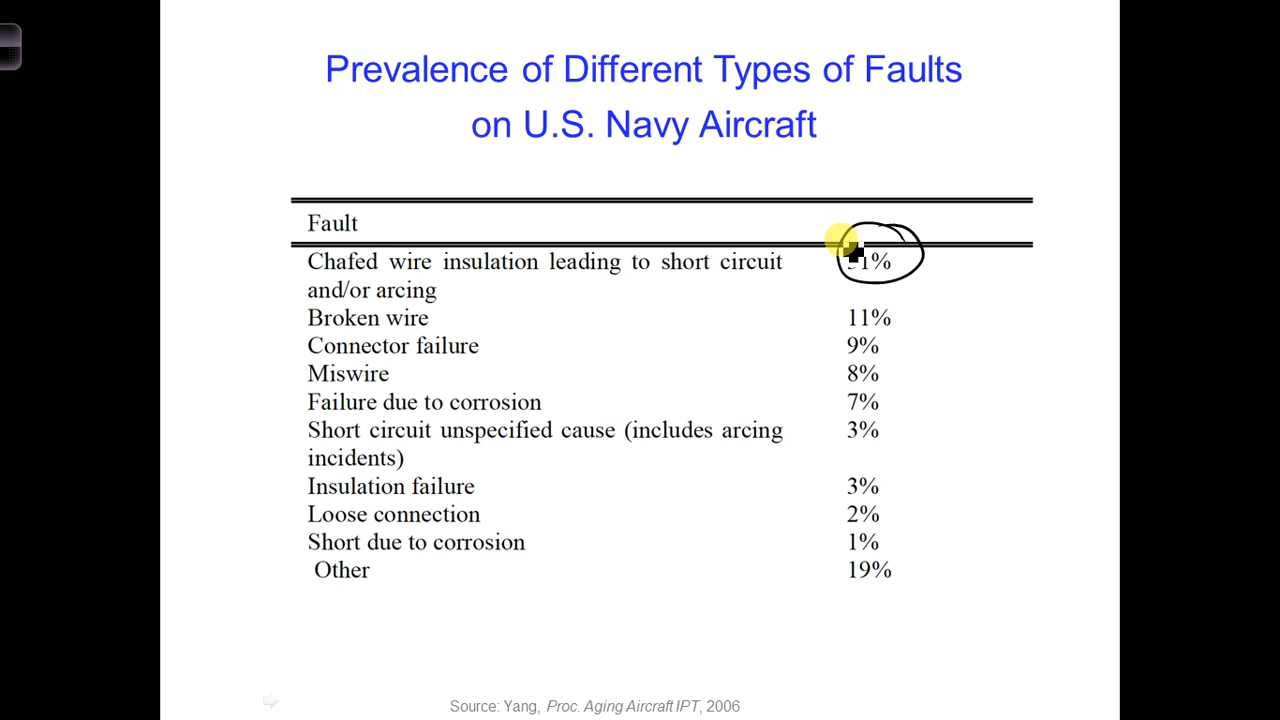 Prevalence of Different Types of Faults
on U.S. Navy Aircraft
Fault
Chafed wire insulation leading to short circuit
and/or arcing
Broken wire 11%
Connector failure 9%
Miswire 8%
Failure due to corrosion 7%
Short circuit unspecified cause (includes arcing 3%
incidents)
Insulation failure 3%
Loose connection 2%
Short due to corrosion 1%
Other 19%
Source: Yang, Proc. Aging Aircraft IPT, 2006